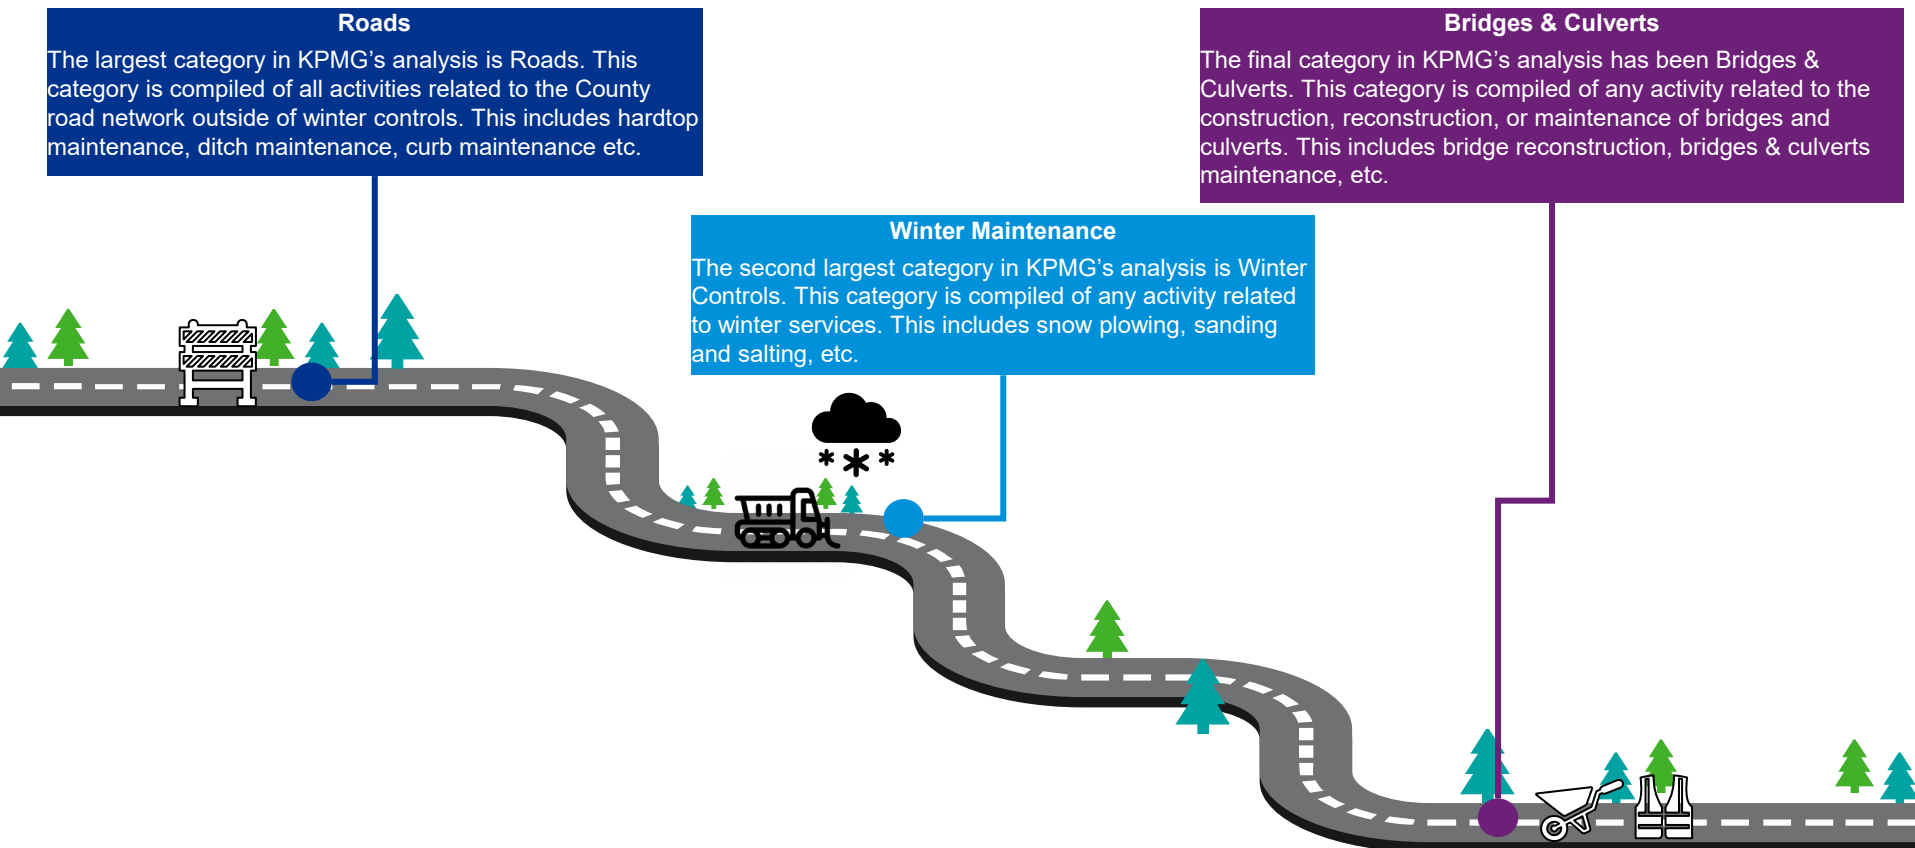 Roads
The largest category in KPMG's analysis is Roads. This
category is compiled of all activities related to the County
road network outside of winter controls. This includes hardtop
maintenance, ditch maintenance, curb maintenance etc.
Winter Maintenance
The second largest category in KPMG's analysis is Winter
Controls. This category is compiled of any activity related
to winter services. This includes snow plowing, sanding
and salting, etc.
Bridges & Culverts
The final category in KPMG's analysis has been Bridges &
Culverts. This category is compiled of any activity related to the
construction, reconstruction, or maintenance of bridges and
culverts. This includes bridge reconstruction, bridges & culverts
maintenance, etc.